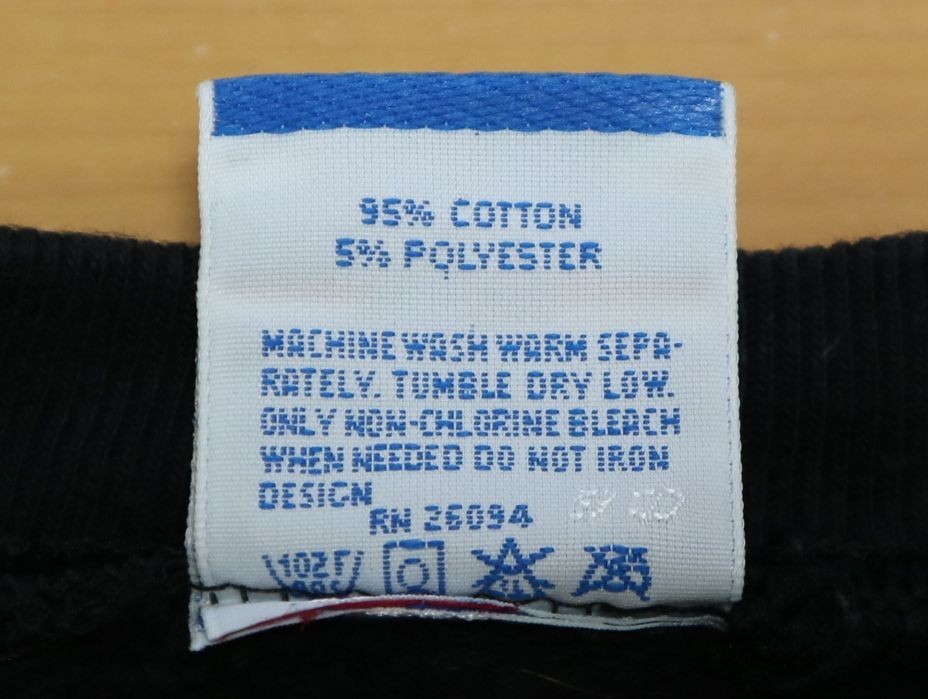 95% COTTON
5% POLYESTER
MACHINE WASH WARM SEPA-
RATELY. TUMBLE DRY LOW.
ONLY NON-CHLORINE BLEACH
WHEN NEEDED DO NOT IRON
DESIGN
RN 26094
102F